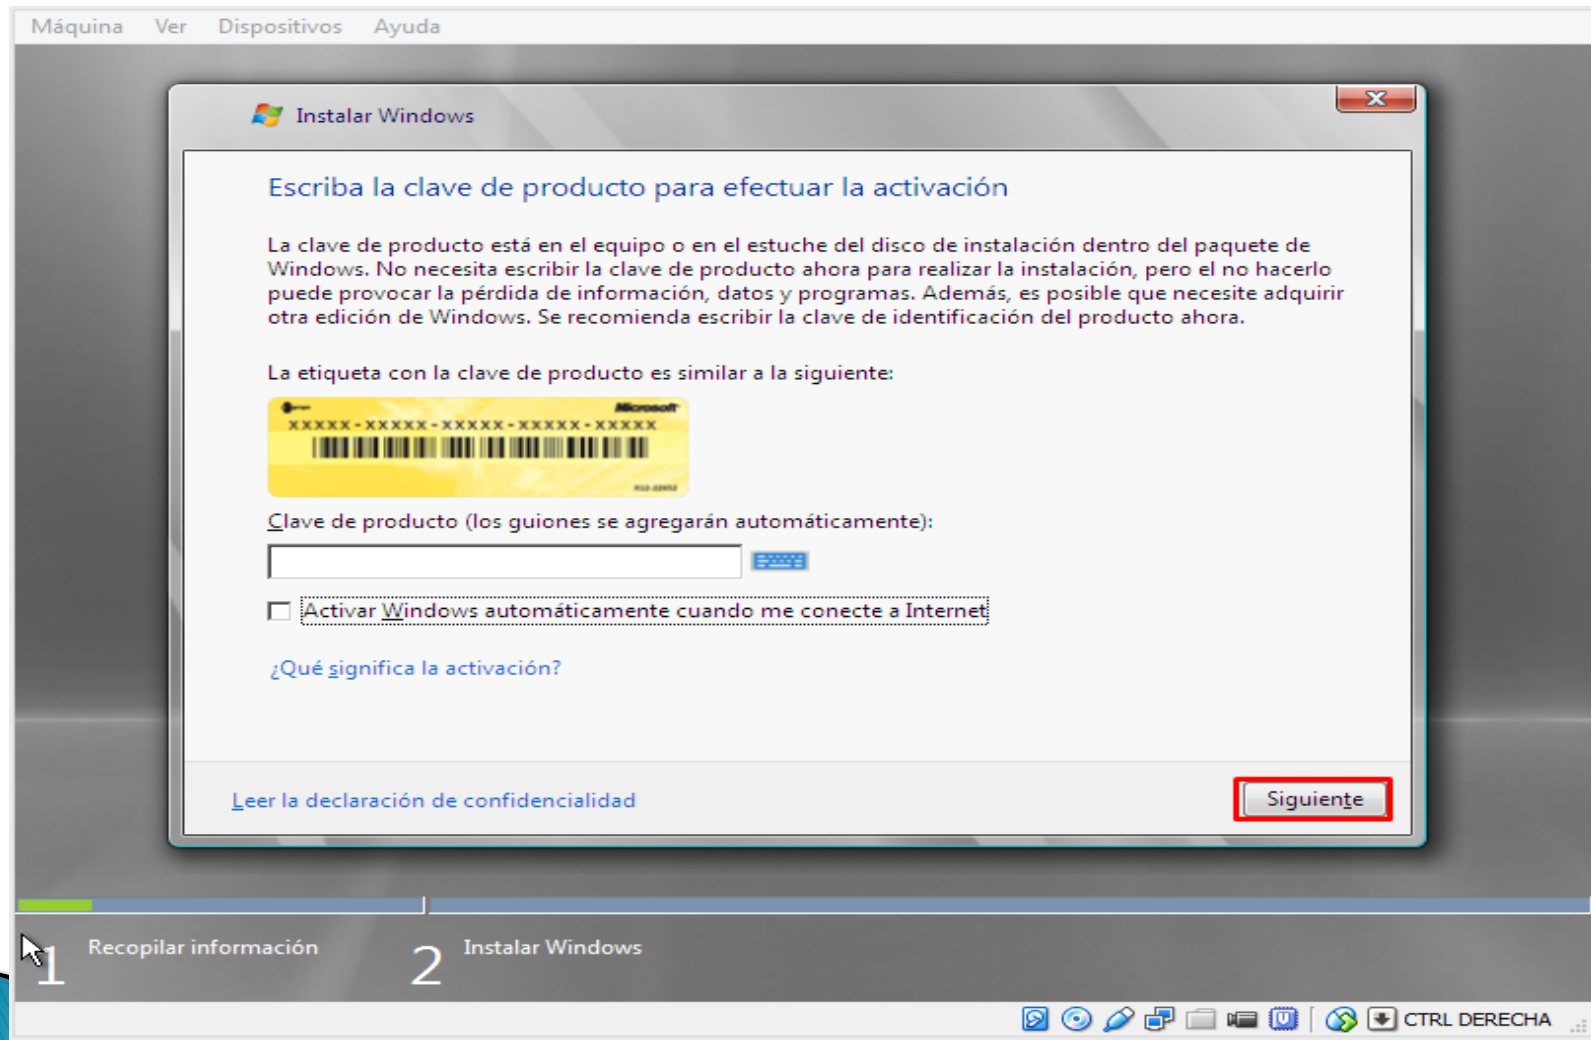 Máquina Ver Dispositivos Ayuda
Instalar Windows
Escriba la clave de producto para efectuar la activación
La clave de producto está en el equipo o en el estuche del disco de instalación dentro del paquete de
Windows. No necesita escribir la clave de producto ahora para realizar la instalación, pero el no hacerlo
puede provocar la pérdida de información, datos y programas. Además, es posible que necesite adquirir
otra edición de Windows. Se recomienda escribir la clave de identificación del producto ahora.
La etiqueta con la clave de producto es similar a la siguiente:
Microsoft
XXXXX-XXXXX-XXXXX-XXXXX-XXXXX
Clave de producto (los guiones se agregarán automáticamente):
Activar Windows automáticamente cuando me conecte a Internet
¿Qué significa la activación?
Leer la declaración de confidencialidad
Siguiente
1 Recopilar información
2 Instalar Windows
CTRL DERECHA